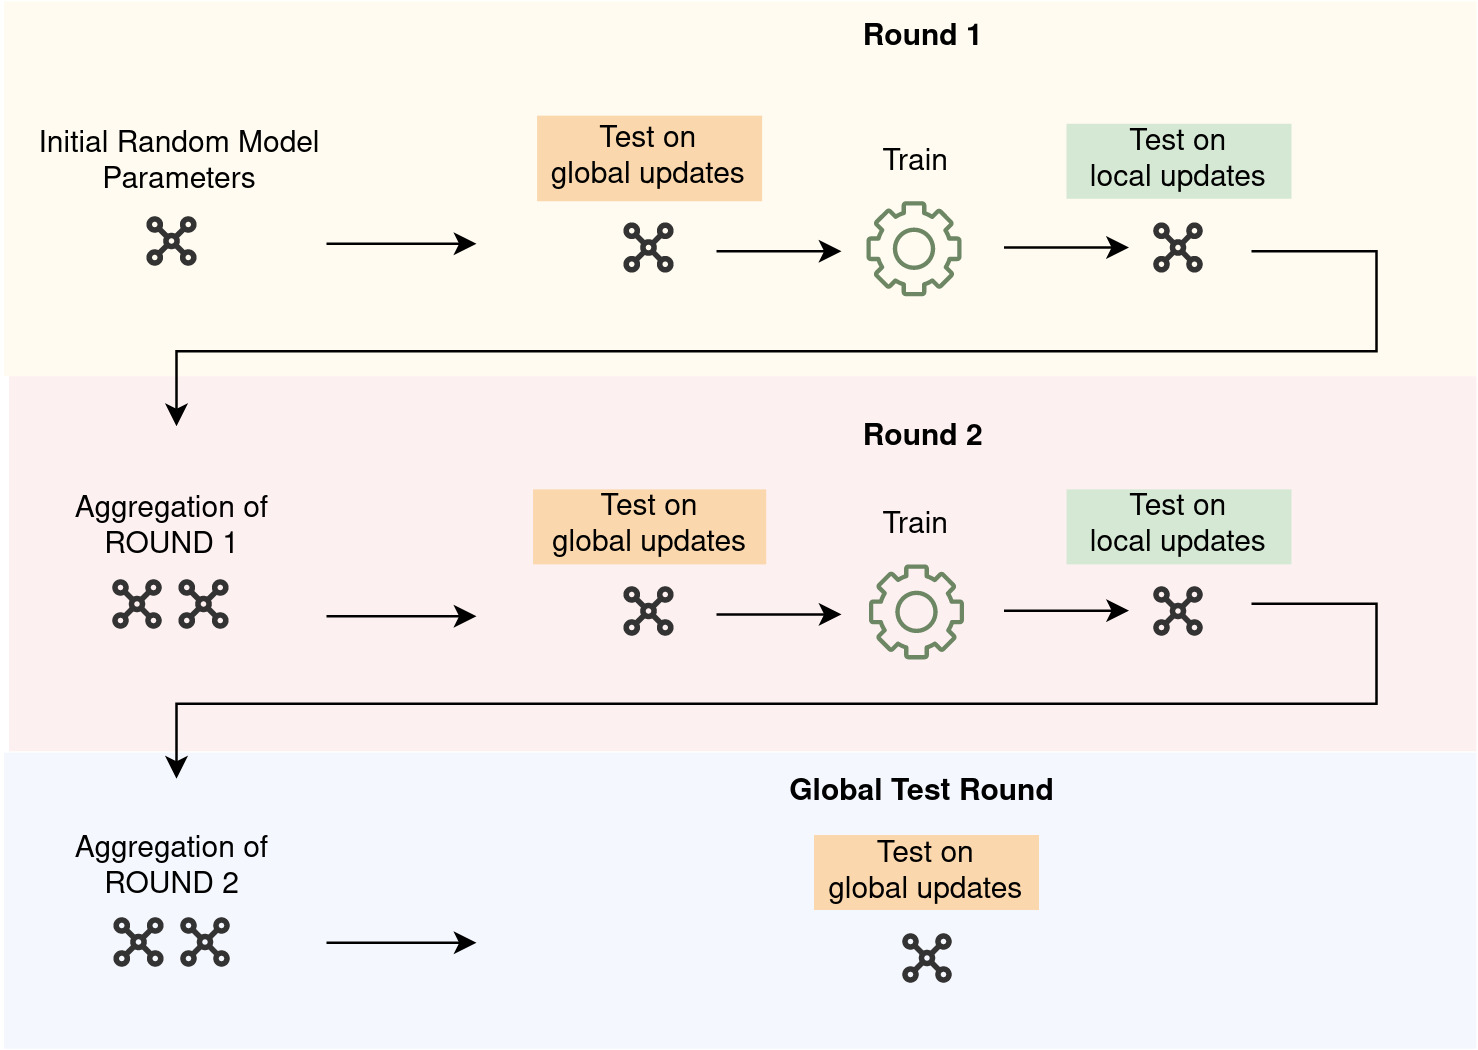 Round 1
Initial Random Model
Parameters
Test on
global updates
Train
Test on
local updates
Round 2
Aggregation of
ROUND 1
Test on
global updates
Train
Test on
local updates
Global Test Round
Aggregation of
ROUND 2
Test on
global updates